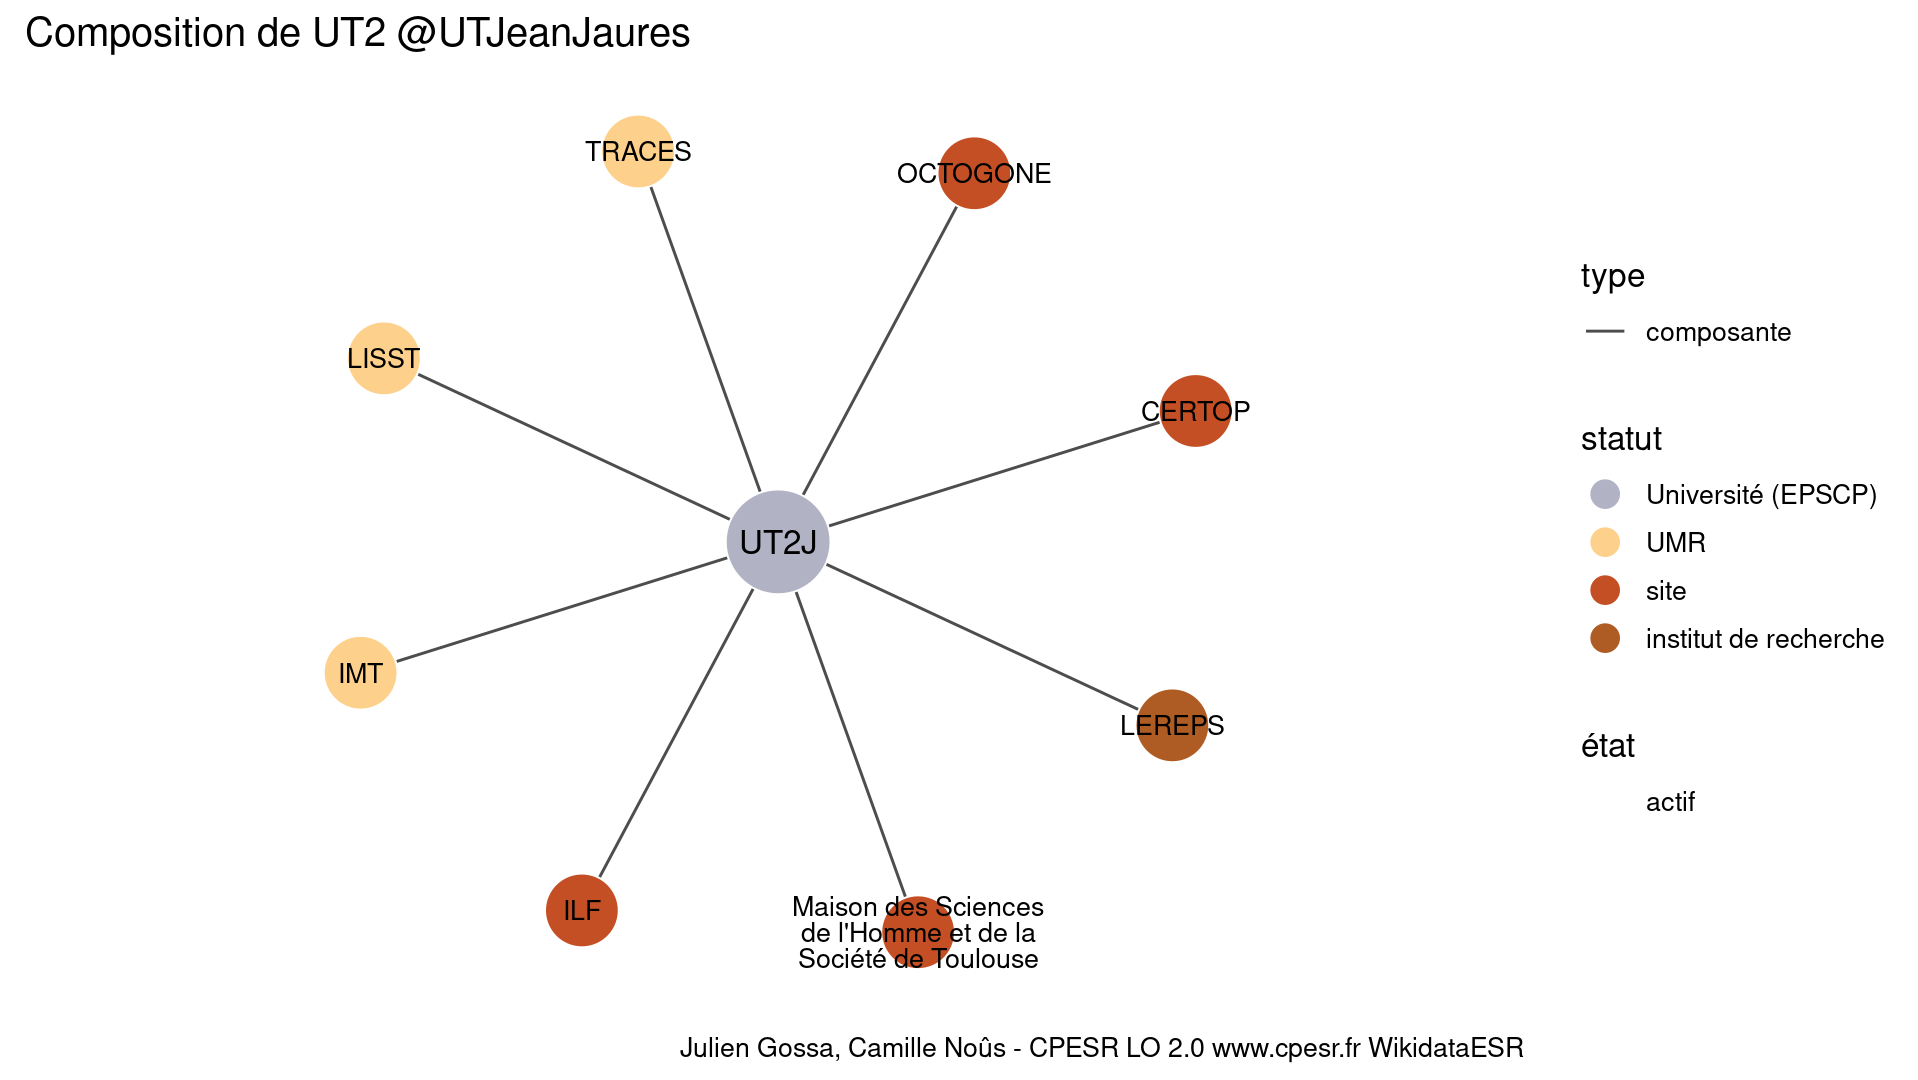 Composition de UT2 @UTJeanJaures
TRACES
OCTOGONE
LISST
CERTOP
UT2J
IMT
LEREPS
ILF
Maison des Sciences
de l'Homme et de la
Société de Toulouse
type
composante
statut
Université (EPSCP)
UMR
site
institut de recherche
état
actif
Julien Gossa, Camille Noûs - CPESR LO 2.0 www.cpesr.fr WikidataESR